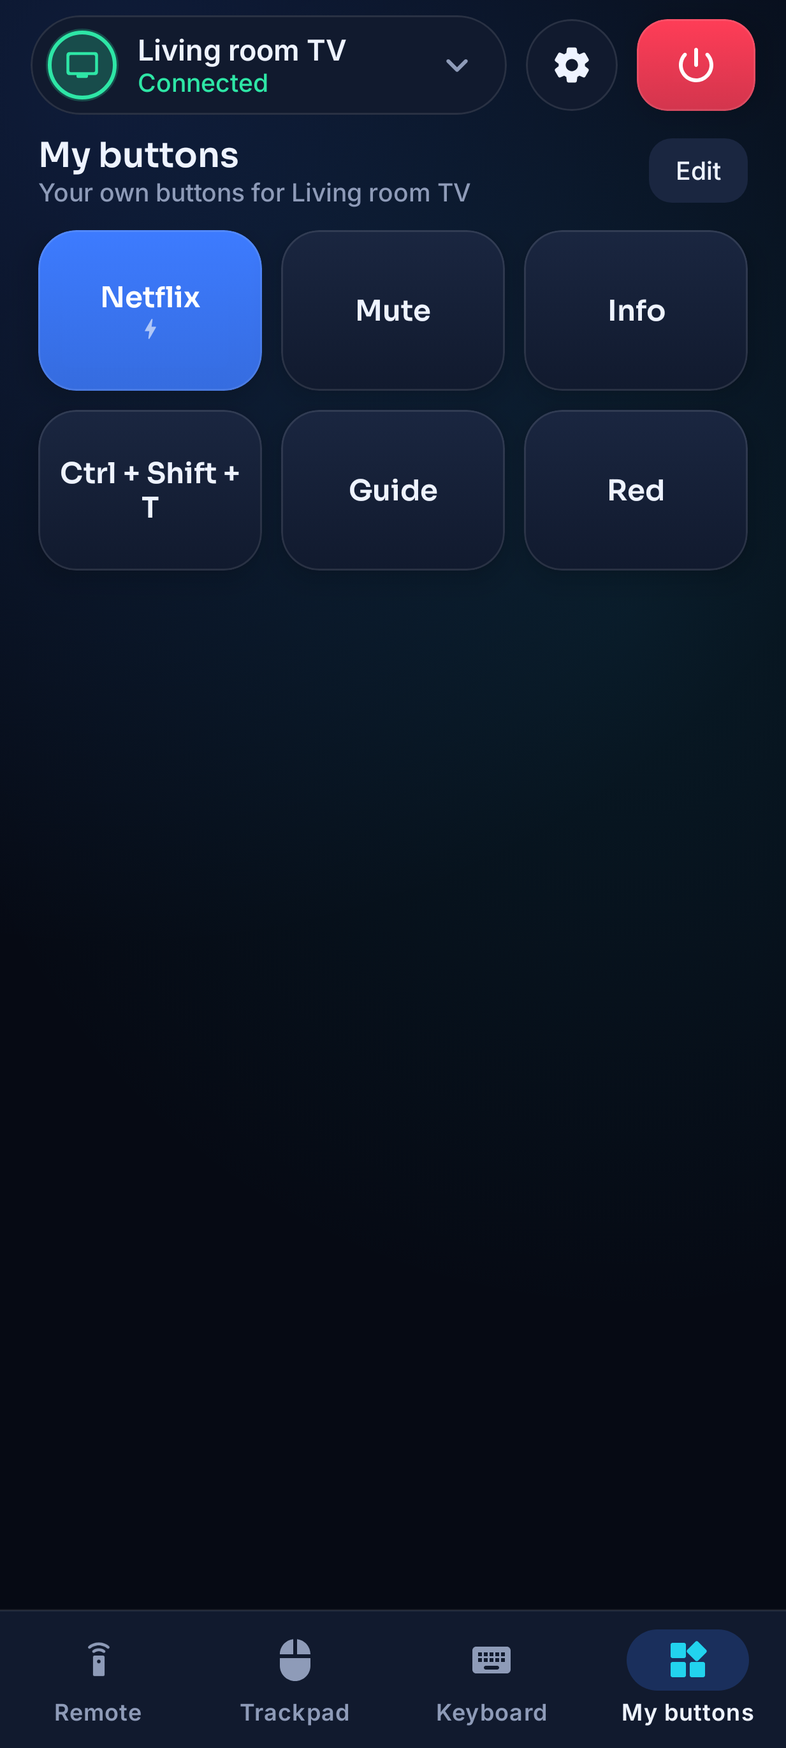 Living room TV
Connected
My buttons
Your own buttons for Living room TV
Edit
Netflix
Mute
Info
Ctrl + Shift +
T
Guide
Red
Remote
Trackpad
Keyboard
My buttons